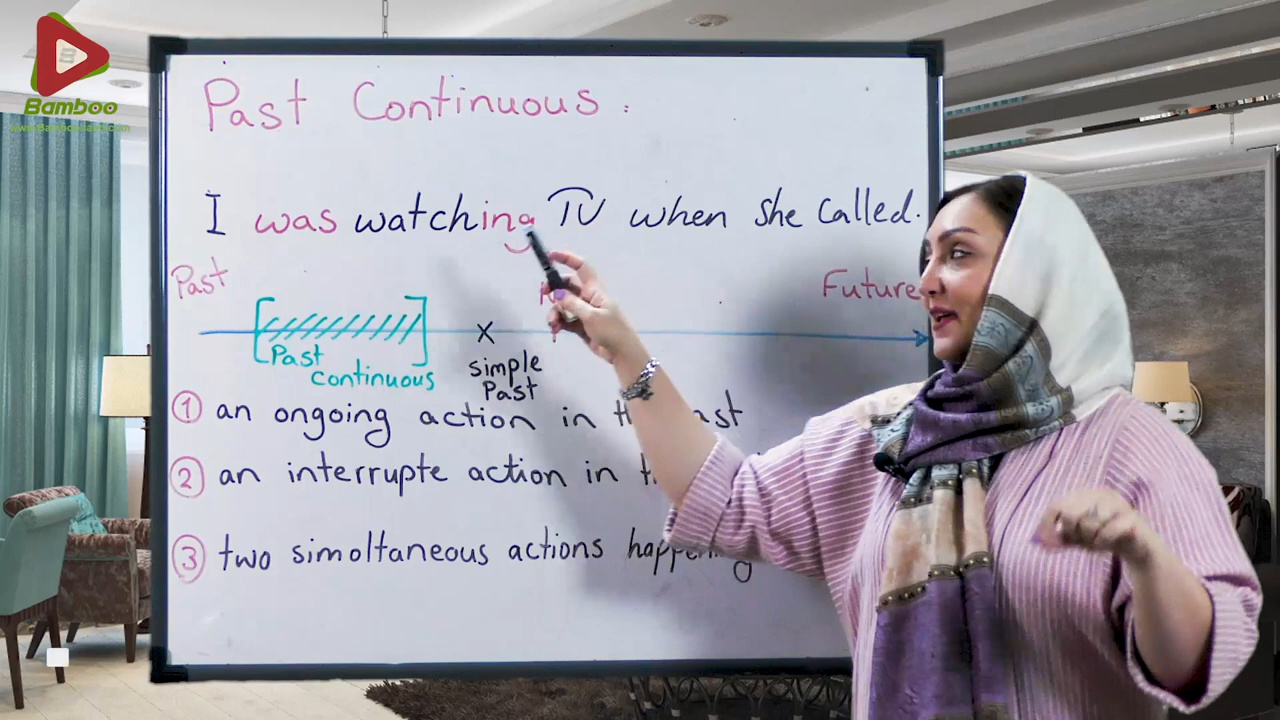 Bamboo
Past Continuous :
I was watching TV when she called.
Past
Future
Past continuous
simple Past
① an ongoing action in
② an interrupte action in
③ two simoltaneous actions